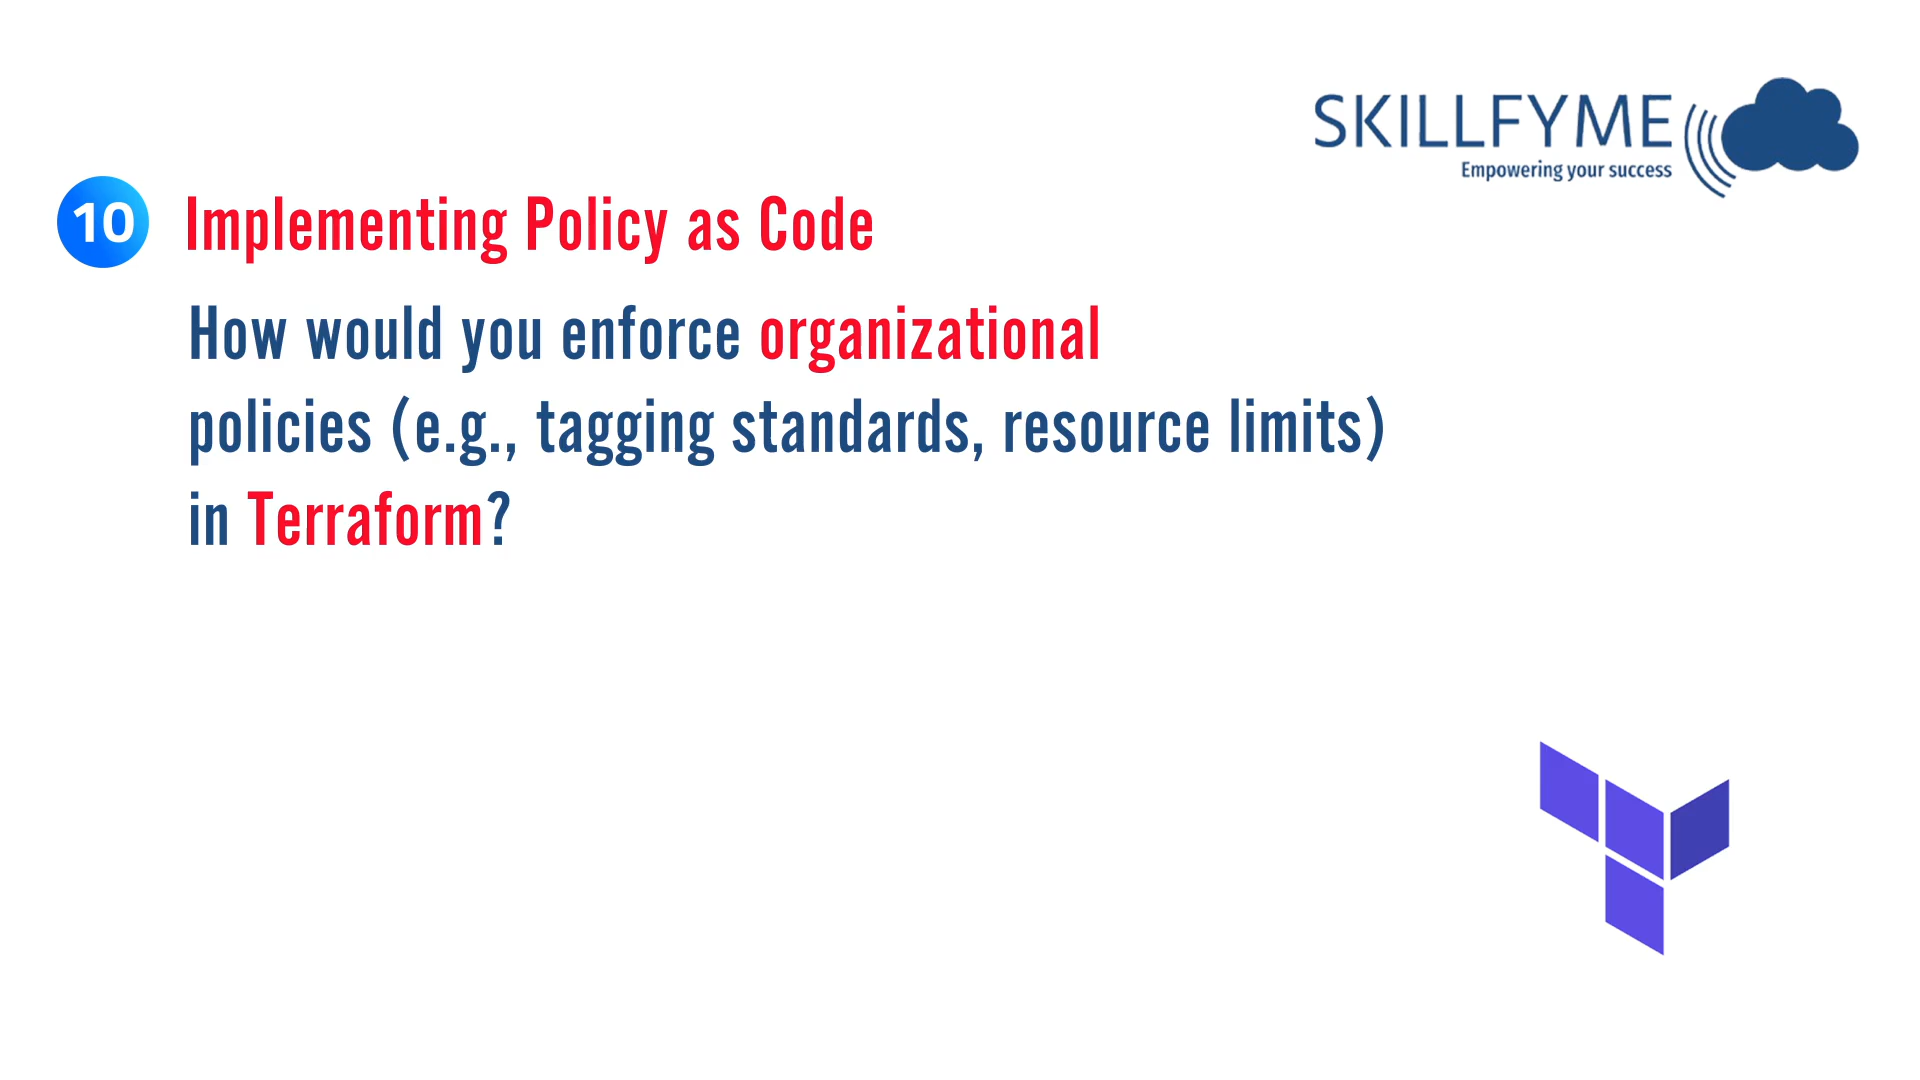 SKILLFYME
Empowering your success
10 Implementing Policy as Code
How would you enforce organizational
policies (e.g., tagging standards, resource limits)
in Terraform?